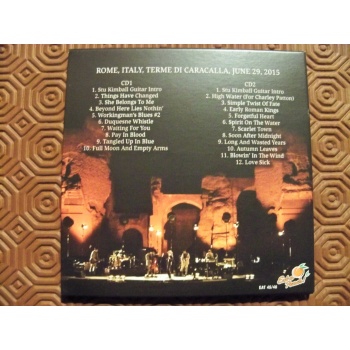 ROME, ITALY, TERME DI CARACALLA, JUNE 29, 2015
CD1
1. Stu Kimball Guitar Intro
2. Things Have Changed
3. She Belongs To Me
4. Beyond Here Lies Nothin'
5. Workingman's Blues #2
6. Duquesne Whistle
7. Waiting For You
8. Pay In Blood
9. Tangled Up In Blue
10. Full Moon And Empty Arms
CD2
1. Stu Kimball Guitar Intro
2. High Water (For Charley Patton)
3. Simple Twist Of Fate
4. Early Roman Kings
5. Forgetful Heart
6. Spirit On The Water
7. Scarlet Town
8. Soon After Midnight
9. Long And Wasted Years
10. Autumn Leaves
11. Blowin' In The Wind
12. Love Sick